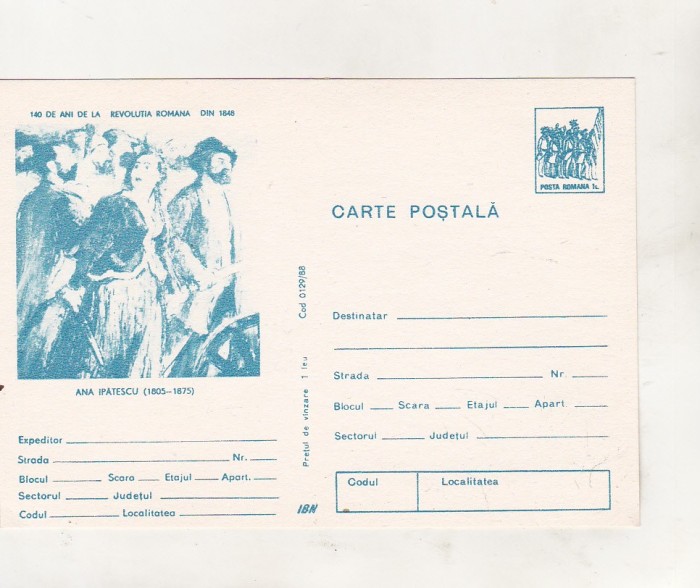 140 DE ANI DE LA REVOLUTIA ROMANA DIN 1848
POSTA ROMANA 1L
CARTE POȘTALĂ
ANA IPĂTESCU (1805–1875)
Expeditor
Strada Nr.
Blocul Scara Etajul Apart.
Sectorul Județul
Codul Localitatea
Prețul de vînzare 1 leu Cod 0129/88
IBN
Destinatar
Strada Nr.
Blocul Scara Etajul Apart.
Sectorul Județul
Codul Localitatea